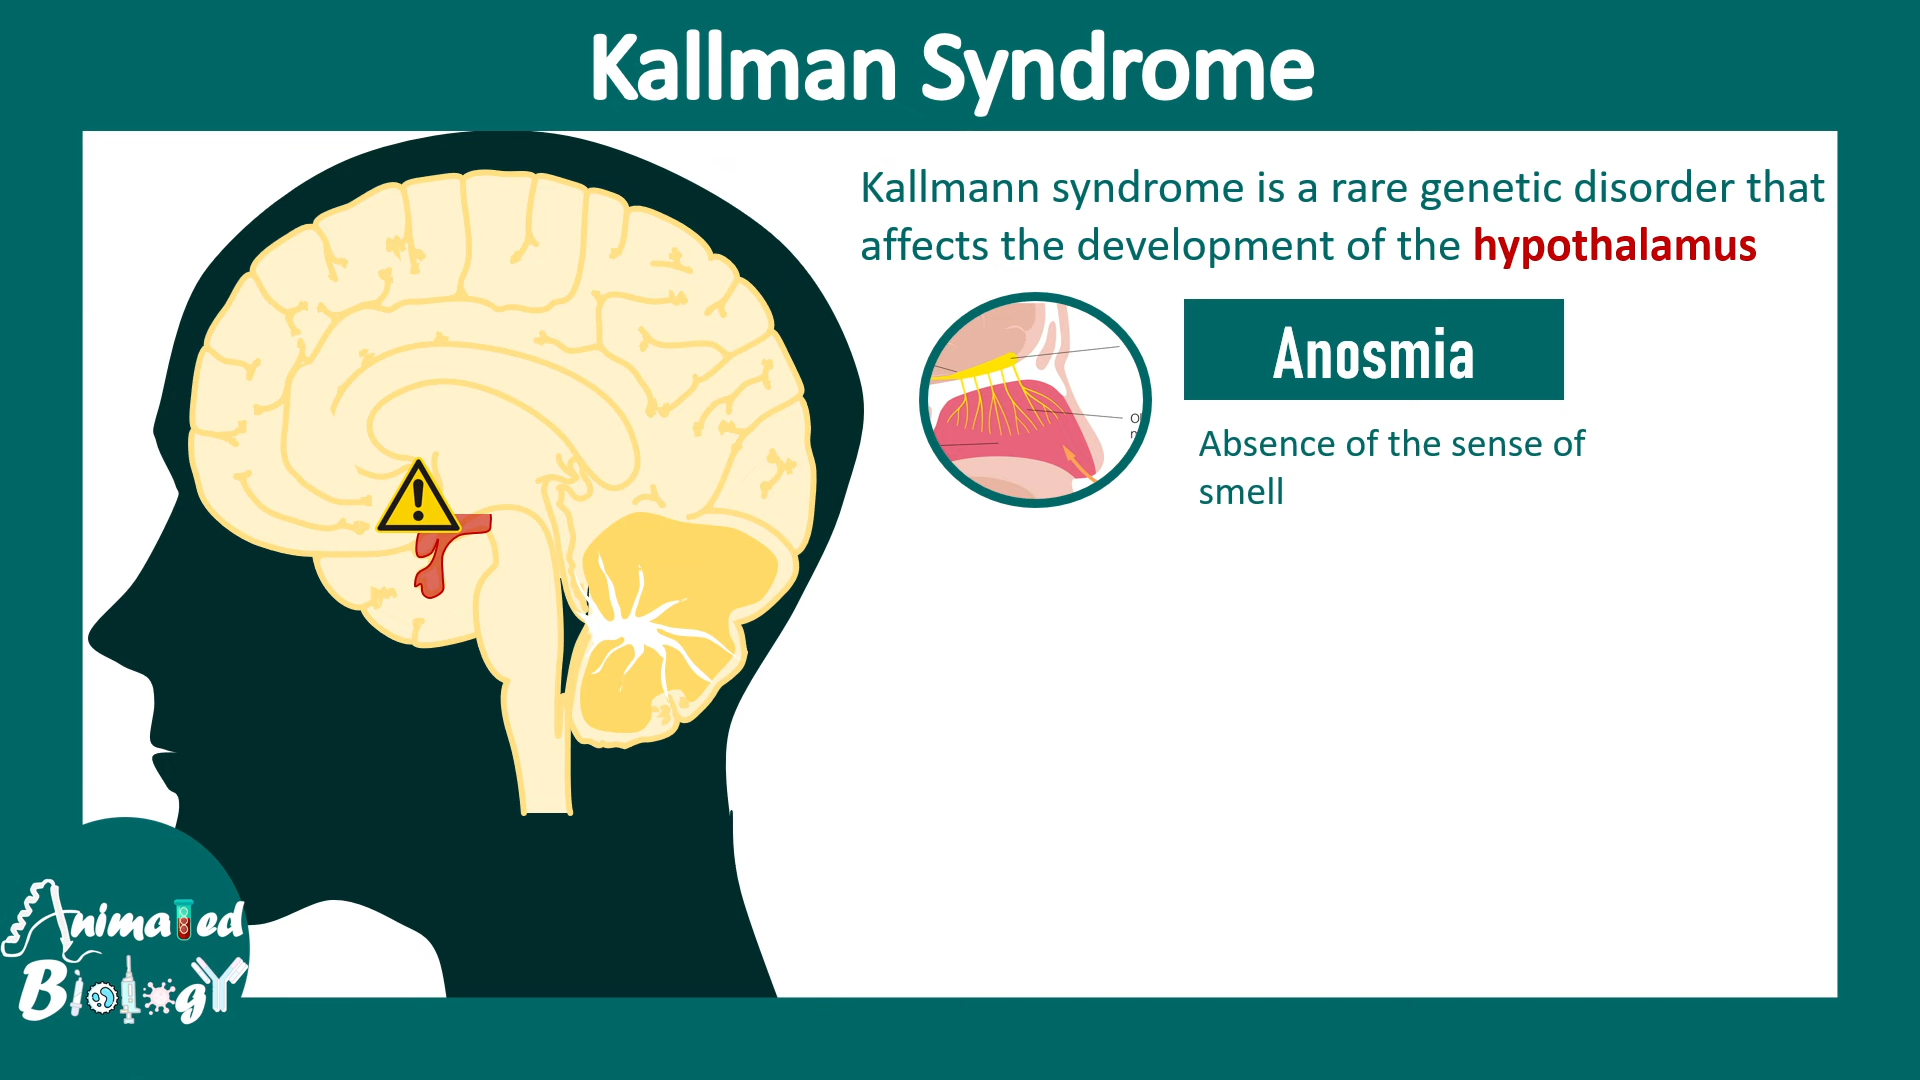 Kallman Syndrome
Kallmann syndrome is a rare genetic disorder that
affects the development of the hypothalamus
Anosmia
Absence of the sense of
smell
Animated
Biology